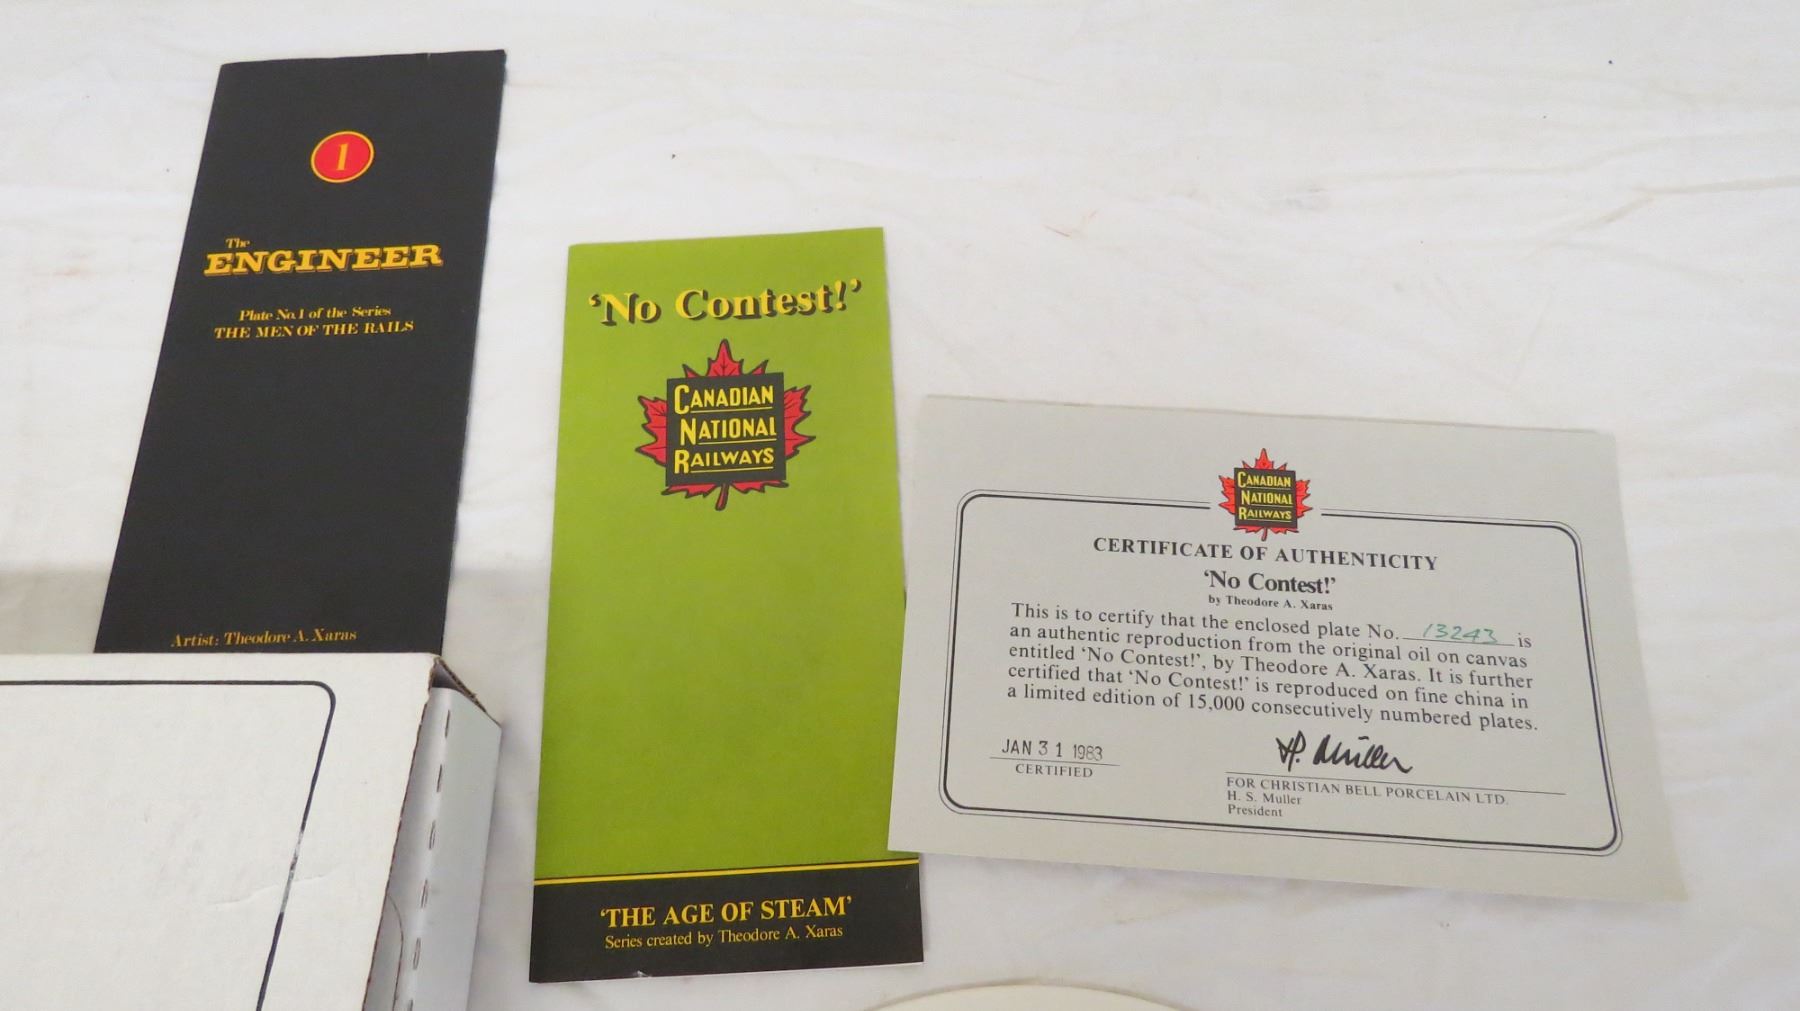 1
The
ENGINEER
Plate No. 1 of the Series
THE MEN OF THE RAILS
Artist: Theodore A. Xaras
‘No Contest!’
CANADIAN
NATIONAL
RAILWAYS
‘THE AGE OF STEAM’
Series created by Theodore A. Xaras
CANADIAN
NATIONAL
RAILWAYS
CERTIFICATE OF AUTHENTICITY
‘No Contest!’
by Theodore A. Xaras
This is to certify that the enclosed plate No. 13243 is
an authentic reproduction from the original oil on canvas
entitled ‘No Contest!’, by Theodore A. Xaras. It is further
certified that ‘No Contest!’ is reproduced on fine china in
a limited edition of 15,000 consecutively numbered plates.
JAN 31 1983
CERTIFIED
H. Muller
FOR CHRISTIAN BELL PORCELAIN LTD.
H. S. Muller
President